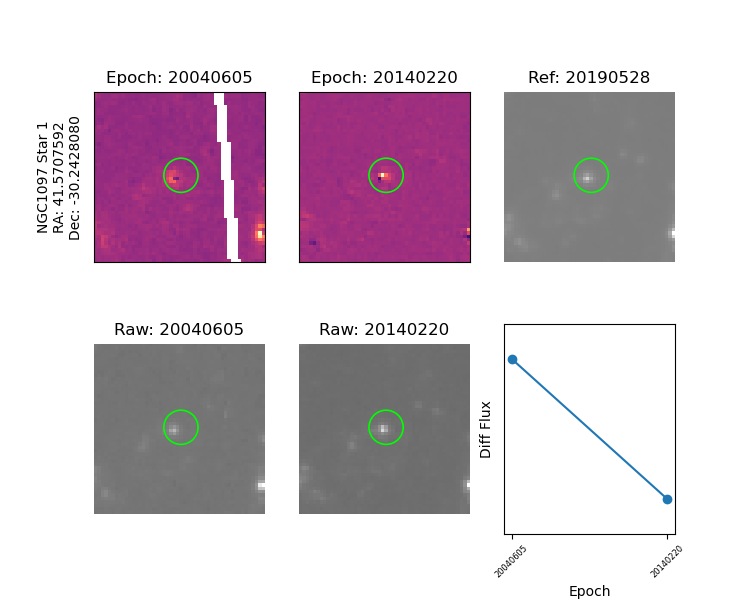 Epoch: 20040605
Epoch: 20140220
Ref: 20190528
NGC1097 Star 1
RA: 41.5707592
Dec: -30.2428080
Raw: 20040605
Raw: 20140220
Diff Flux
20040605
20140220
Epoch